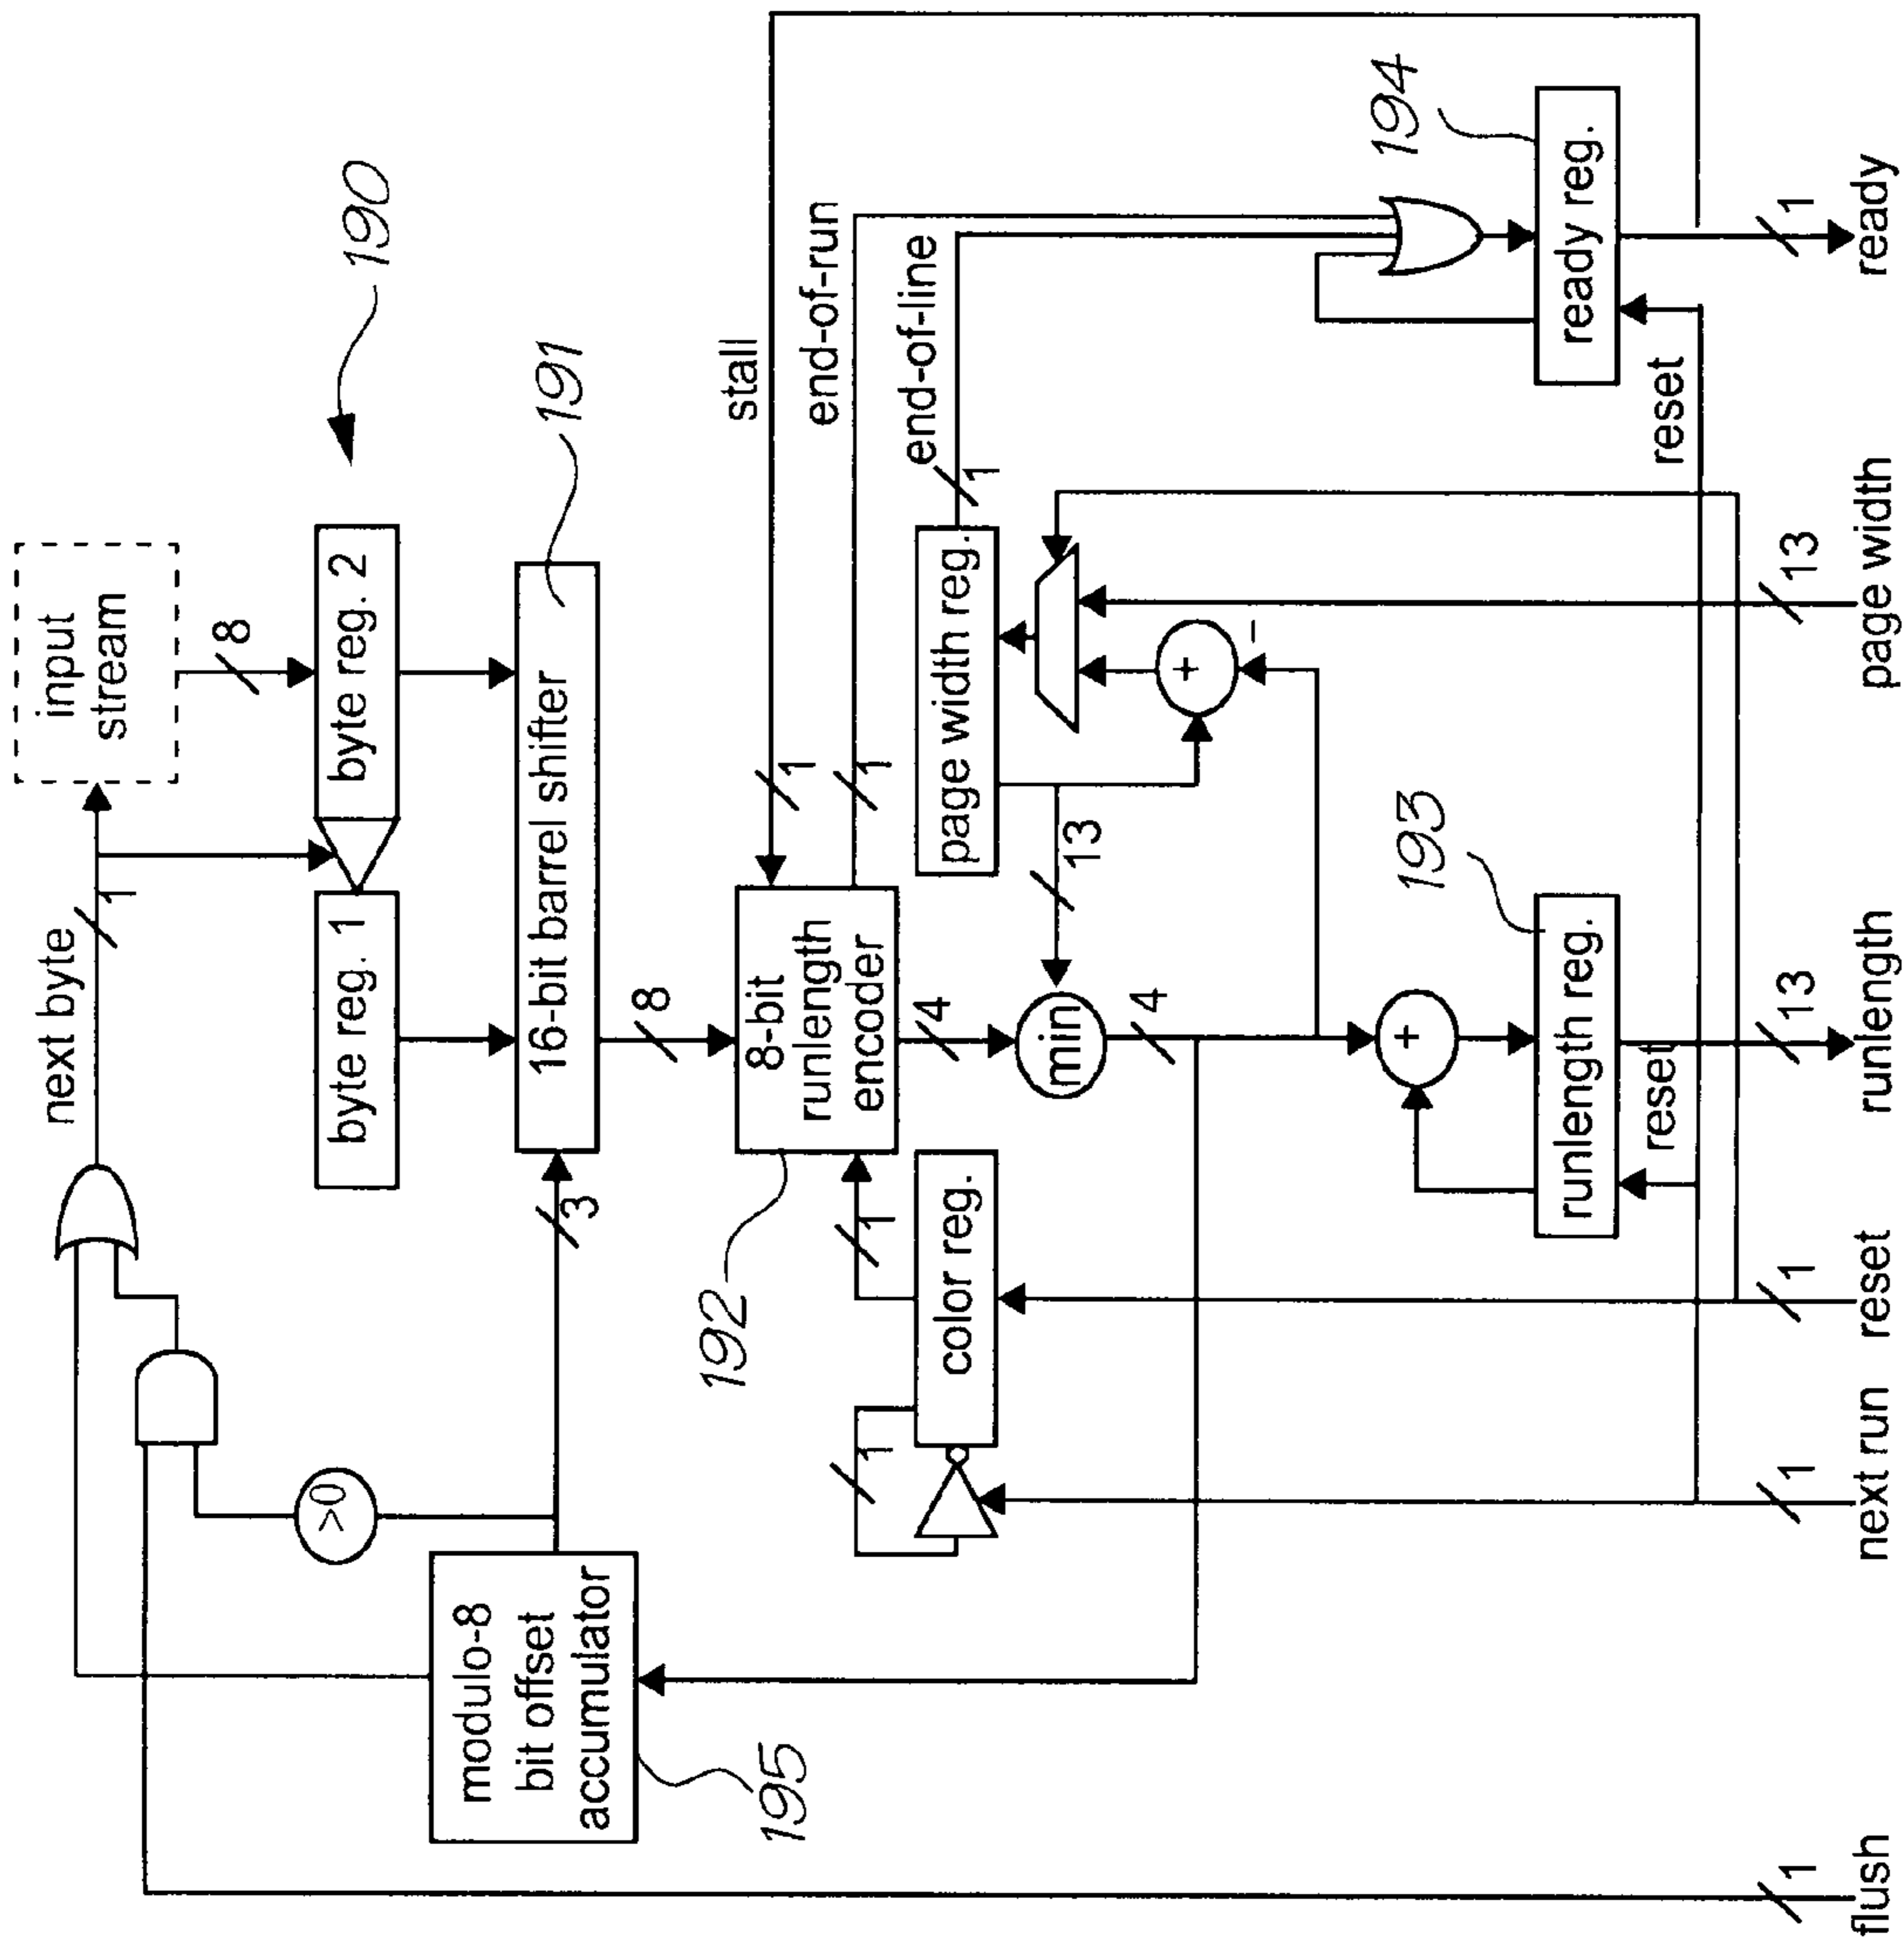 input
stream
190
next byte
1
8
byte reg. 1
byte reg. 2
16-bit barrel shifter
191
>0
3
modulo-8
bit offset
accumulator
195
8
8-bit
runlength
encoder
192
stall
1
end-of-run
1
end-of-line
1
4
min
13
page width reg.
+
-
color reg.
1
1
4
+
runlength reg.
193
reset
ready reg.
194
reset
1
flush
1
next run
1
reset
13
runlength
13
page width
1
ready